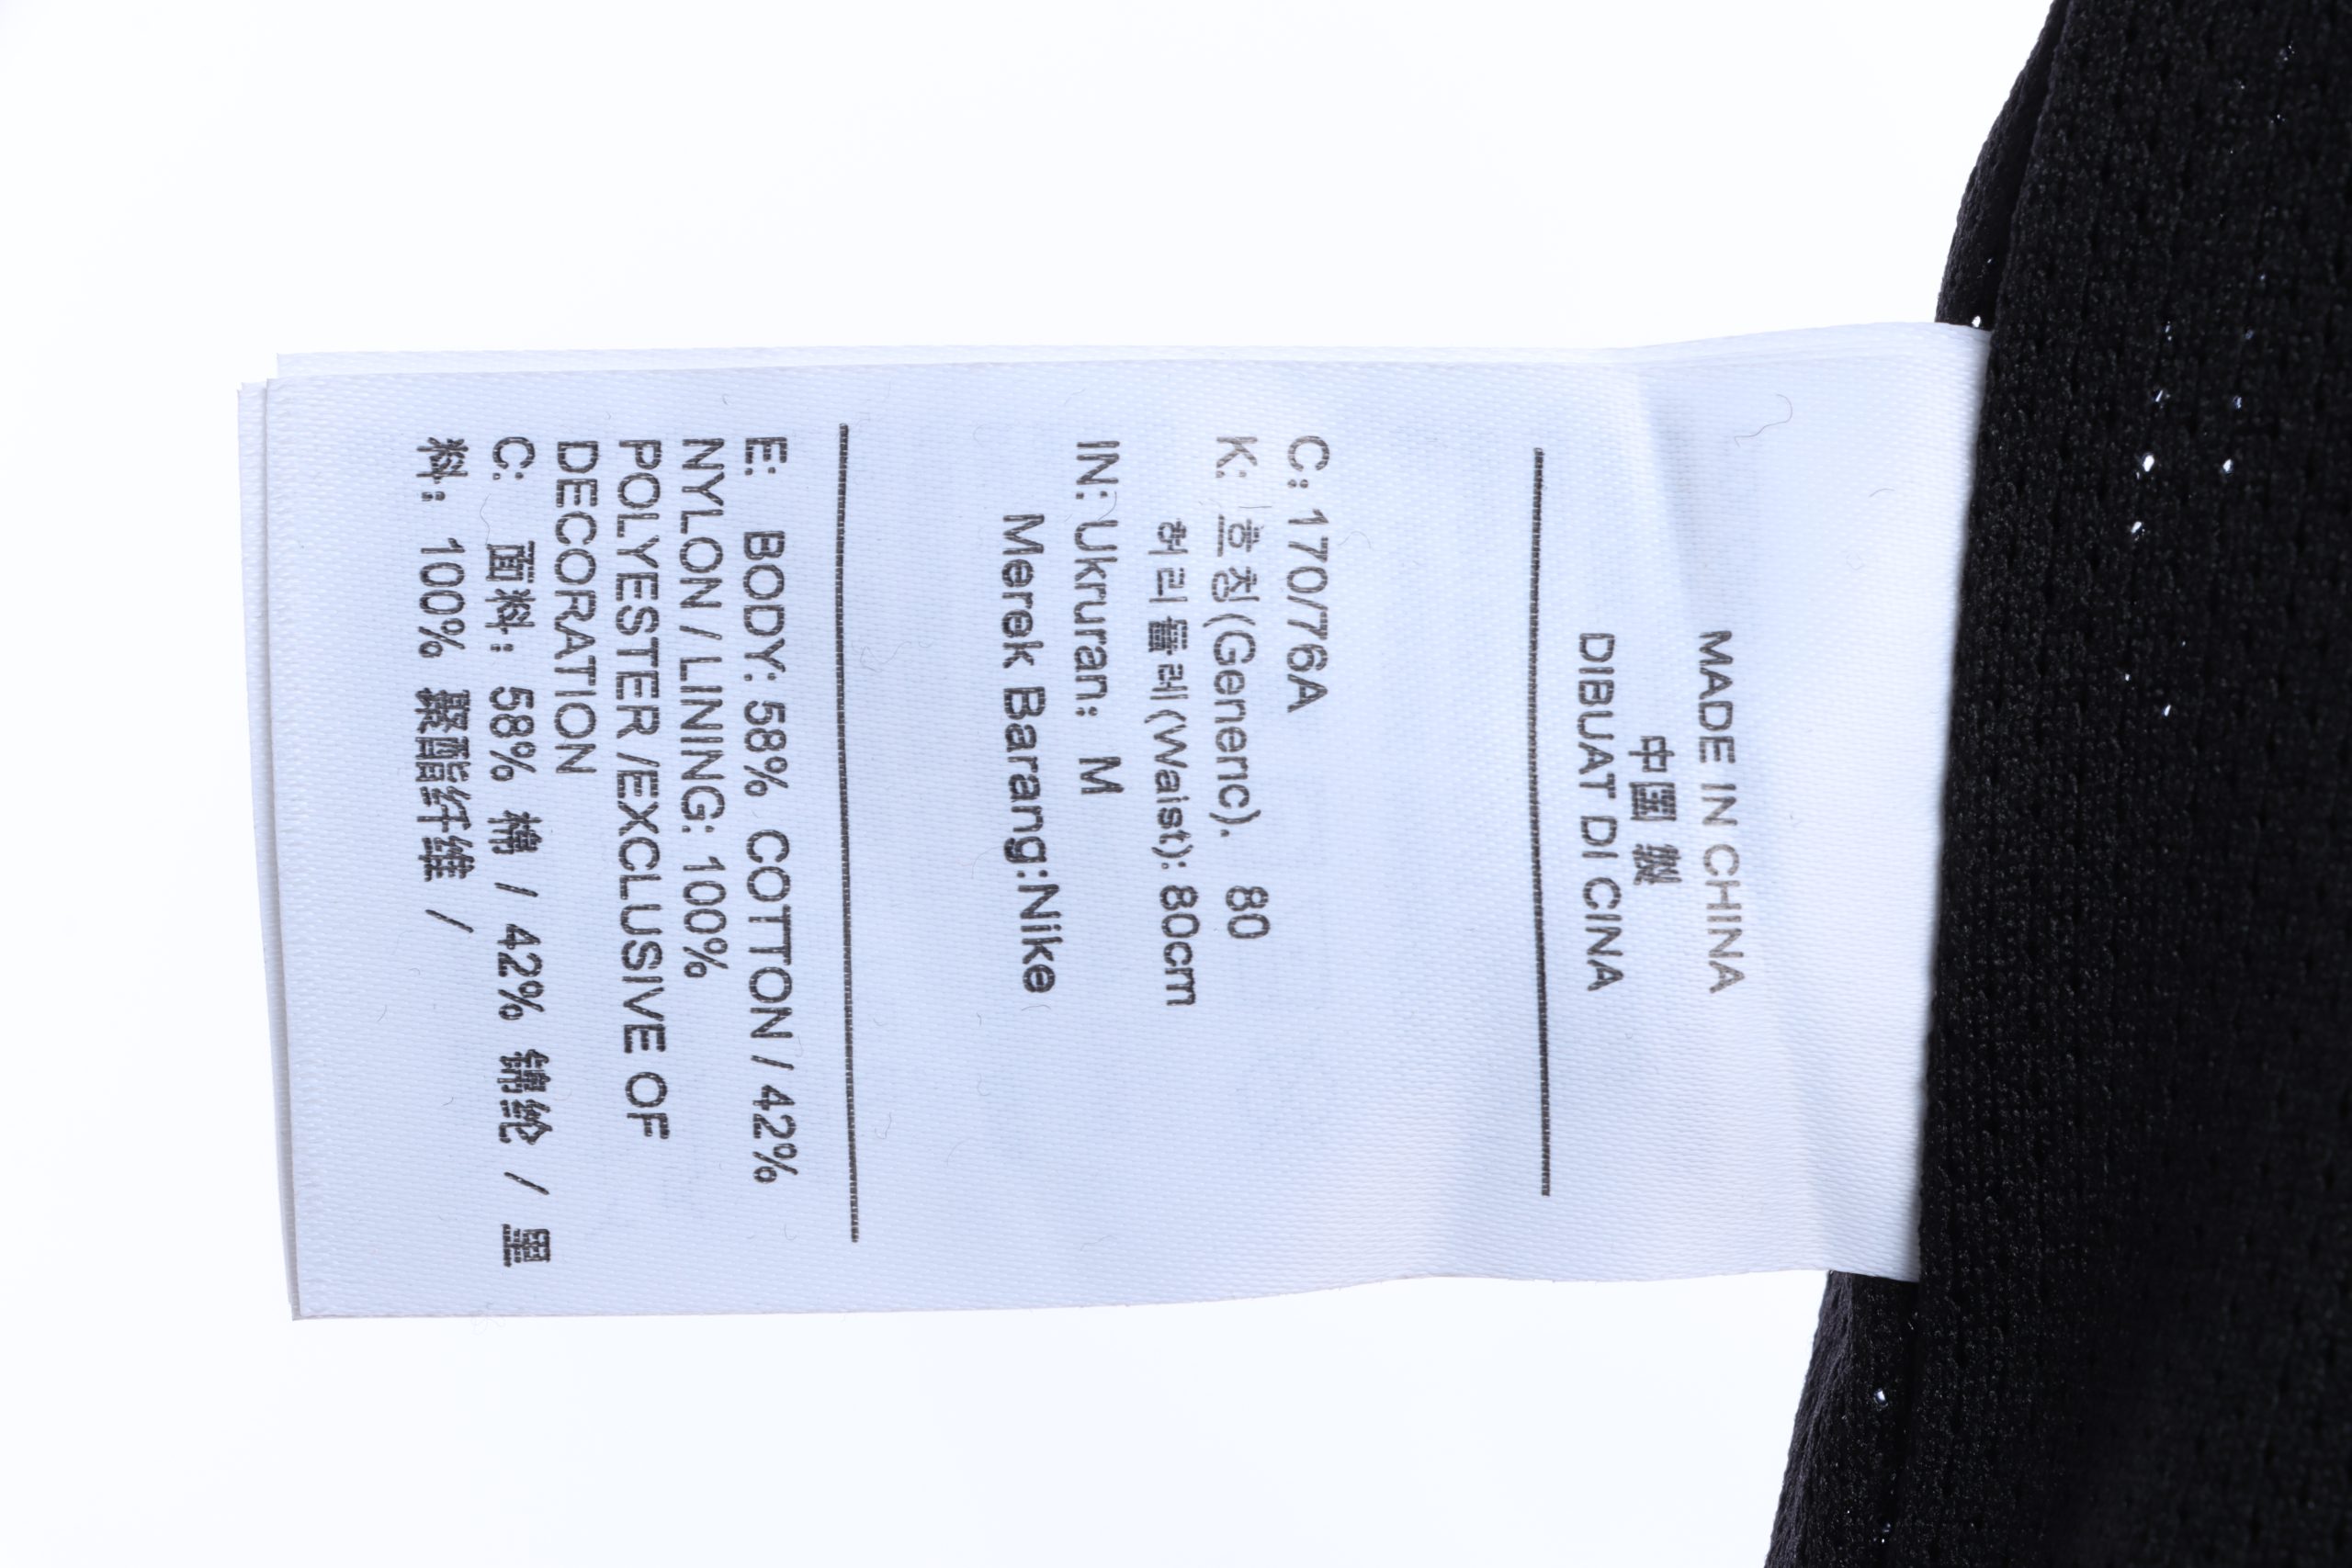 MADE IN CHINA
中国 製
DIBUAT DI CINA
C: 170/76A
K: 호칭(Generic). 80
허리둘레(Waist): 80cm
IN: Ukruran: M
Merek Barang:Nike
E: BODY: 58% COTTON / 42%
NYLON / LINING: 100%
POLYESTER /EXCLUSIVE OF
DECORATION
C: 面料: 58% 棉 / 42% 锦纶 / 里
料: 100% 聚酯纤维 /